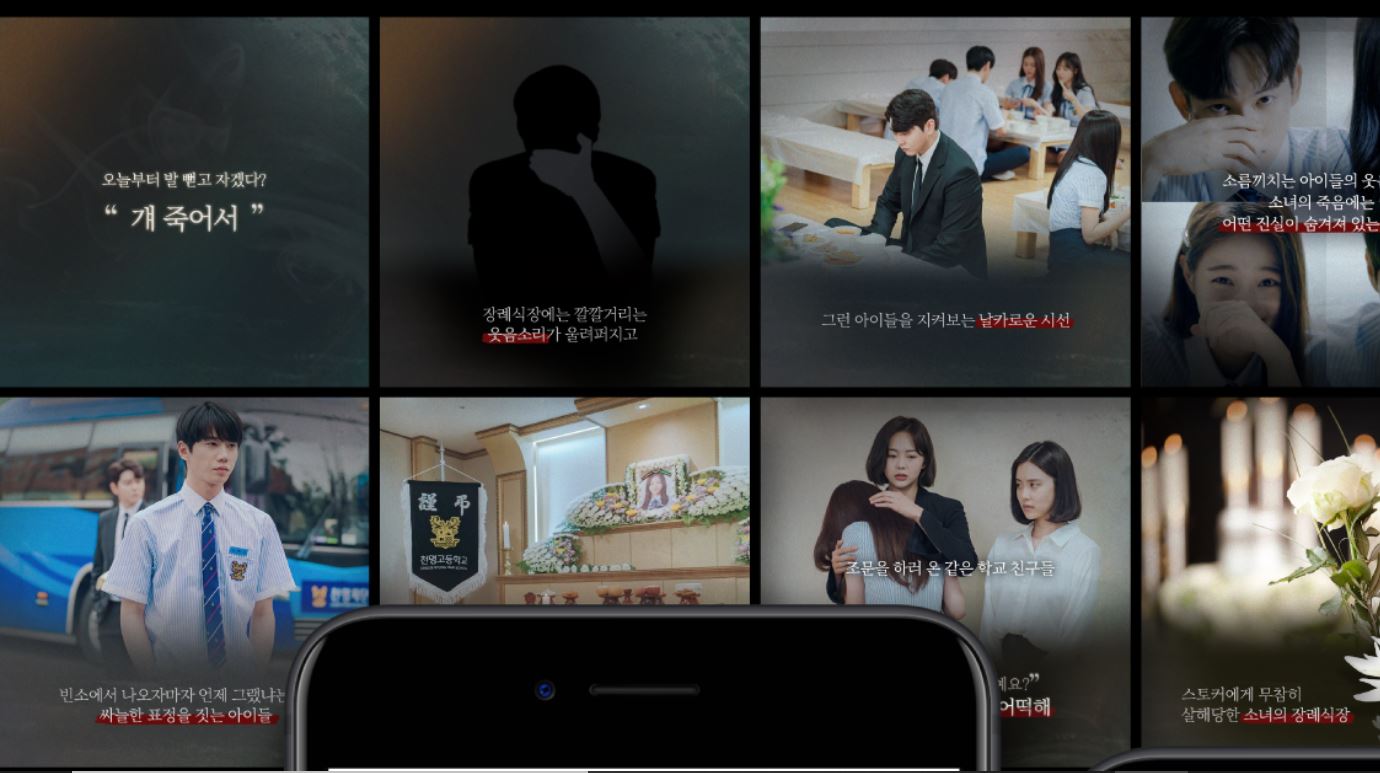 오늘부터 발 뻗고 자겠다?
“ 걔 죽어서 ”
장례식장에는 깔깔거리는
웃음소리가 울려퍼지고
그런 아이들을 지켜보는 날카로운 시선
소름끼치는 아이들의
소녀의 죽음에는
어떤 진실이 숨겨져 있는
빈소에서 나오자마자 언제 그랬냐는
싸늘한 표정을 짓는 아이들
謹 弔
천명고등학교
조문을 하러 온 같은 학교 친구들
예요?”
어떡해
스토커에게 무참히
살해당한 소녀의 장례식장